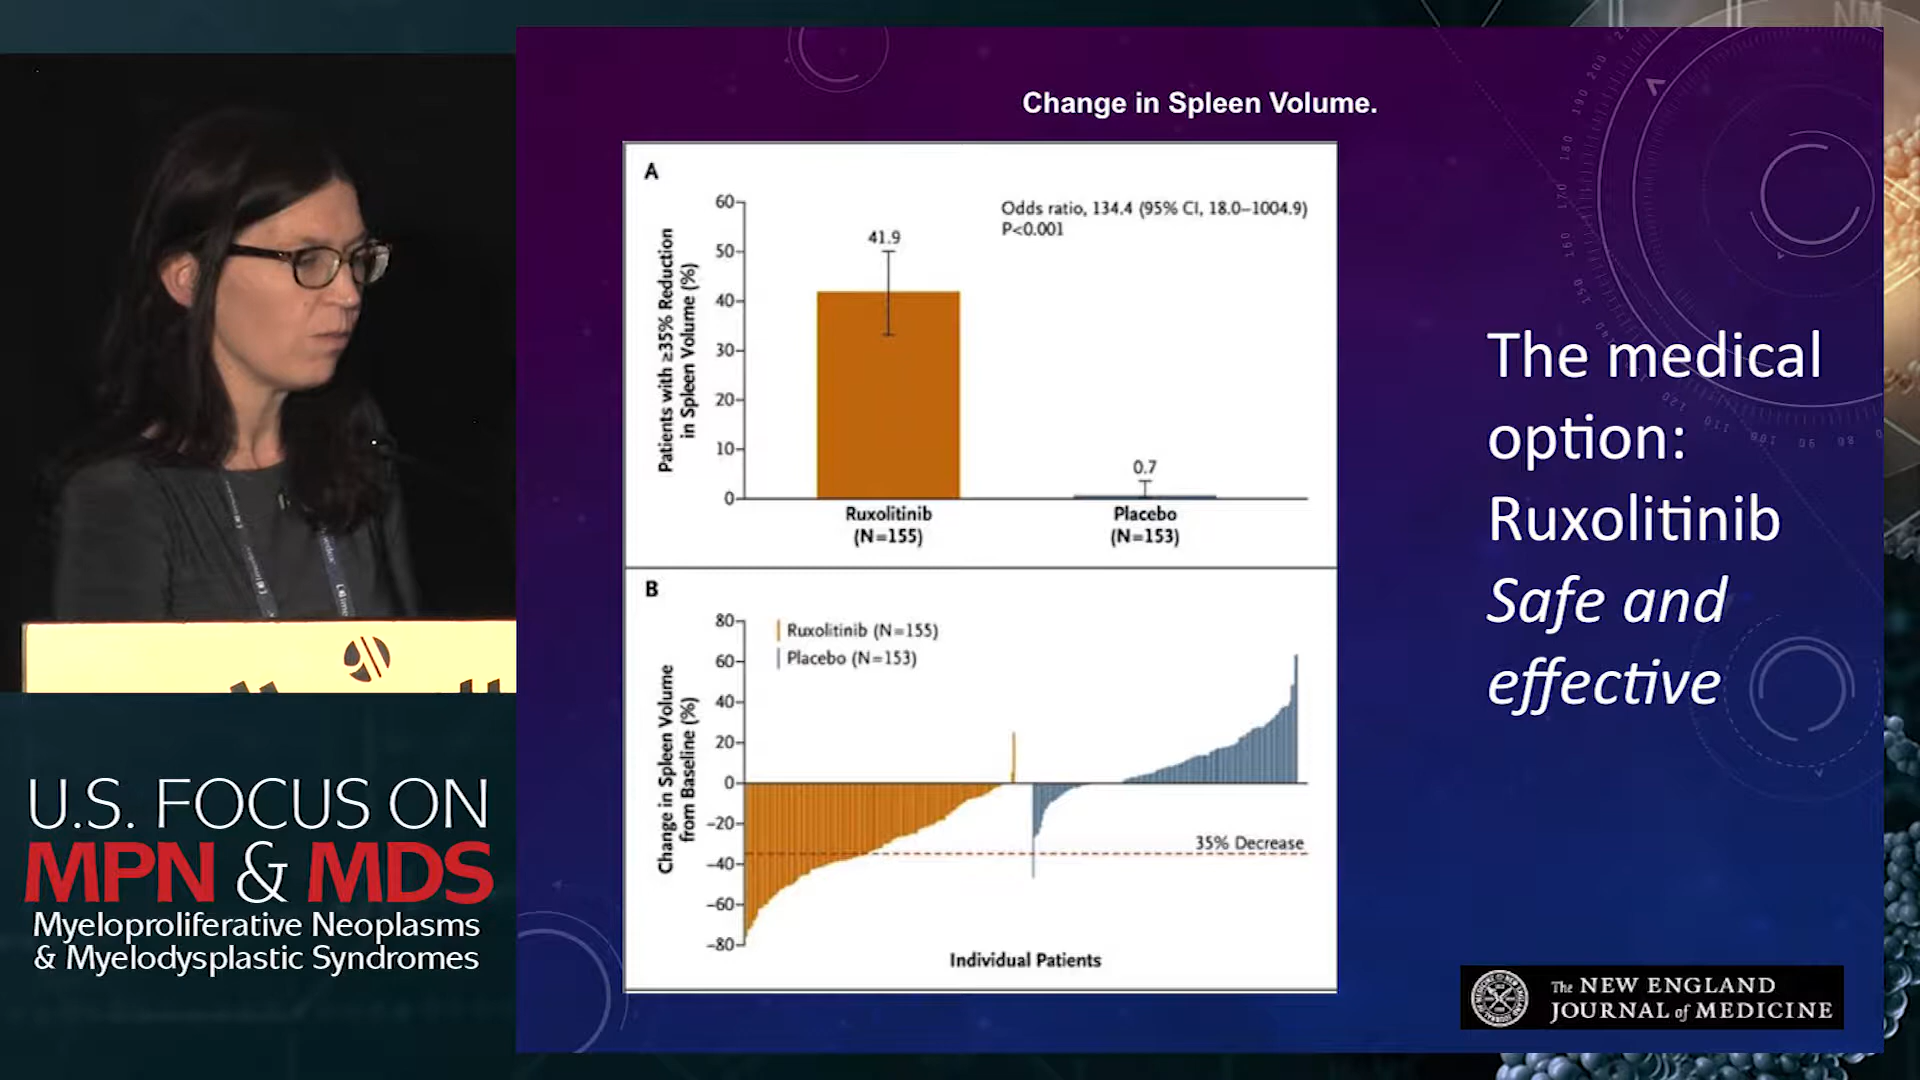 Change in Spleen Volume.
A
Patients with ≥35% Reduction
in Spleen Volume (%)
60
50
40
30
20
10
0
Odds ratio, 134.4 (95% CI, 18.0–1004.9)
P<0.001
41.9
0.7
Ruxolitinib
(N=155)
Placebo
(N=153)
B
Change in Spleen Volume
from Baseline (%)
80
60
40
20
0
–20
–40
–60
–80
Ruxolitinib (N=155)
Placebo (N=153)
35% Decrease
Individual Patients
The medical
option:
Ruxolitinib
Safe and
effective
The NEW ENGLAND
JOURNAL of MEDICINE
U.S. FOCUS ON
MPN & MDS
Myeloproliferative Neoplasms
& Myelodysplastic Syndromes